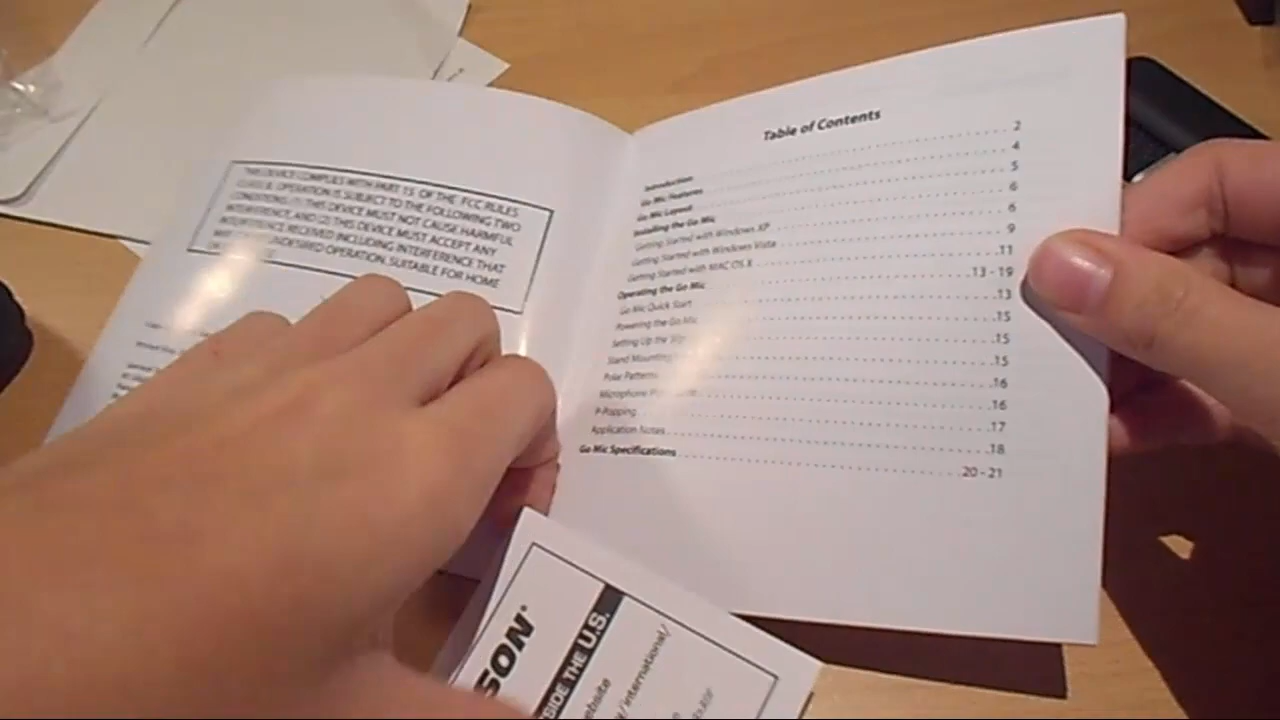 THIS DEVICE COMPLIES WITH PART 15 OF THE FCC RULES
CLASS B. OPERATION IS SUBJECT TO THE FOLLOWING TWO
CONDITIONS: (1) THIS DEVICE MUST NOT CAUSE HARMFUL
INTERFERENCE, AND (2) THIS DEVICE MUST ACCEPT ANY
INTERFERENCE RECEIVED INCLUDING INTERFERENCE THAT
UNDESIRED OPERATION. SUITABLE FOR HOME
Table of Contents
Introduction 2
Go Mic Features 4
Go Mic Layout 5
Installing the Go Mic 6
Getting Started with Windows XP 6
Getting Started with Windows Vista 9
Getting Started with MAC OS X 11
Operating the Go Mic 13 - 19
Go Mic Quick Start 13
Powering the Go Mic 15
Setting Up the 15
Stand Mounting 15
Polar Patterns 16
Microphone 16
P-Popping 17
Application Notes 18
Go Mic Specifications 20 - 21
SON®
SIDE THE U.S.
ebsite
y/international/